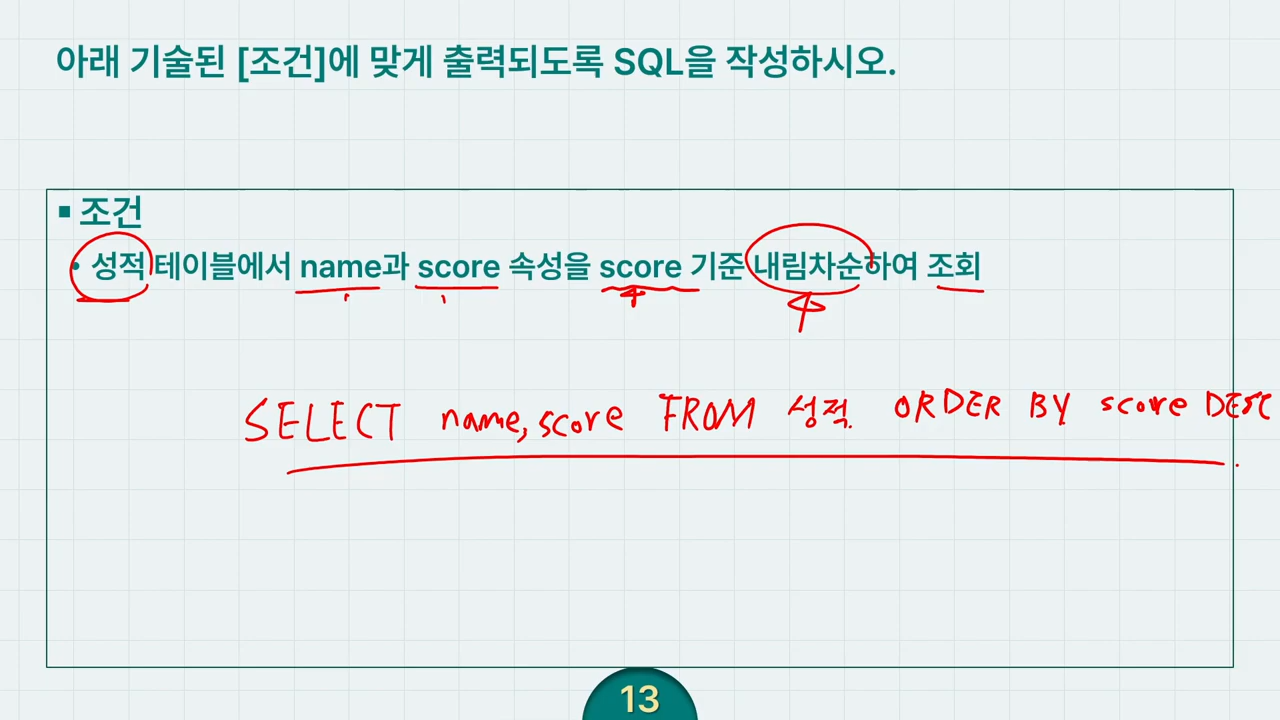 아래 기술된 [조건]에 맞게 출력되도록 SQL을 작성하시오.
▪ 조건
• 성적 테이블에서 name과 score 속성을 score 기준 내림차순하여 조회
SELECT name, score FROM 성적 ORDER BY score DESC
13